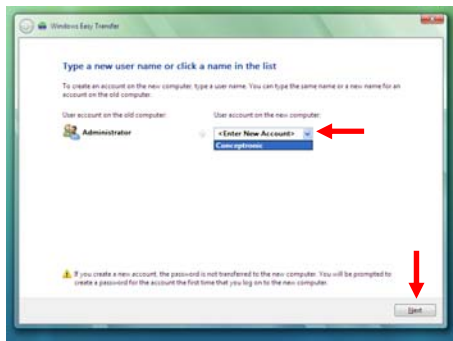 Windows Easy Transfer
Type a new user name or click a name in the list
To create an account on the new computer, type a user name. You can type the same name or a new name for an
account on the old computer.
User account on the old computer: User account on the new computer:
Administrator <Enter New Account>
Conceptronic
If you create a new account, the password is not transferred to the new computer. You will be prompted to
create a password for the account the first time that you log on to the new computer.
Next